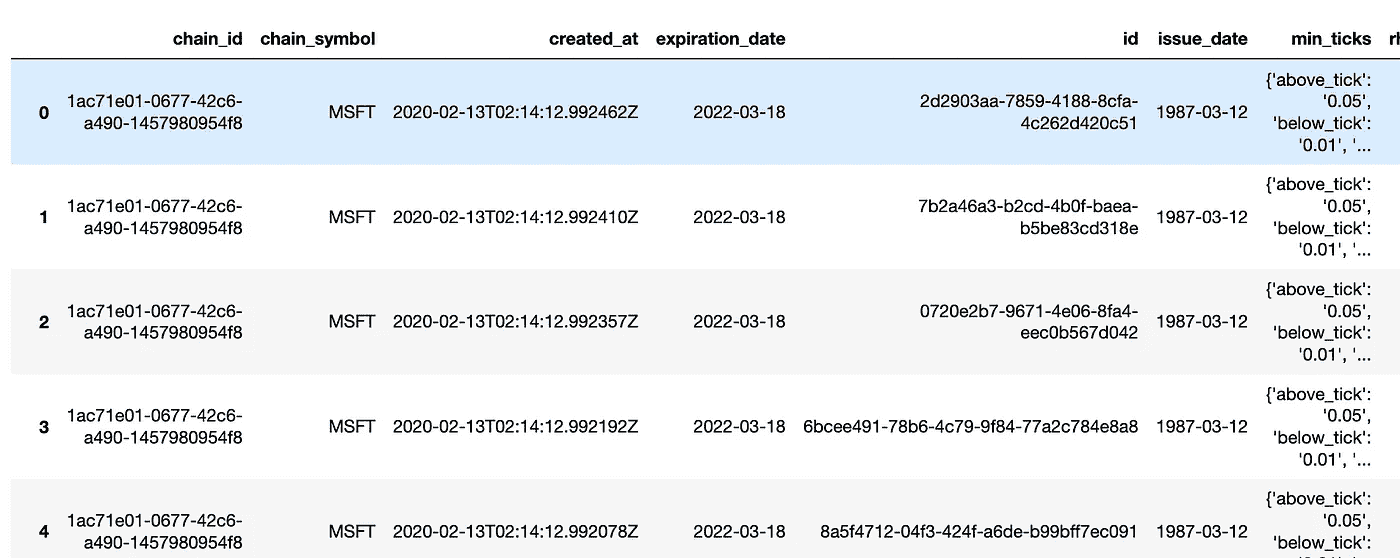 chain_id chain_symbol created_at expiration_date id issue_date min_ticks rh
{'above_tick':
1ac71e01-0677-42c6- 2d2903aa-7859-4188-8cfa- '0.05',
0 MSFT 2020-02-13T02:14:12.992462Z 2022-03-18 1987-03-12
a490-1457980954f8 4c262d420c51 'below_tick':
'0.01', '...
{'above_tick':
1ac71e01-0677-42c6- 7b2a46a3-b2cd-4b0f-baea- '0.05',
1 MSFT 2020-02-13T02:14:12.992410Z 2022-03-18 1987-03-12
a490-1457980954f8 b5be83cd318e 'below_tick':
'0.01', '...
{'above_tick':
1ac71e01-0677-42c6- 0720e2b7-9671-4e06-8fa4- '0.05',
2 MSFT 2020-02-13T02:14:12.992357Z 2022-03-18 1987-03-12
a490-1457980954f8 eec0b567d042 'below_tick':
'0.01', '...
{'above_tick':
1ac71e01-0677-42c6- '0.05',
3 MSFT 2020-02-13T02:14:12.992192Z 2022-03-18 6bcee491-78b6-4c79-9f84-77a2c784e8a8 1987-03-12
a490-1457980954f8 'below_tick':
'0.01', '...
{'above_tick':
1ac71e01-0677-42c6- '0.05',
4 MSFT 2020-02-13T02:14:12.992078Z 2022-03-18 8a5f4712-04f3-424f-a6de-b99bff7ec091 1987-03-12
a490-1457980954f8 'below_tick':